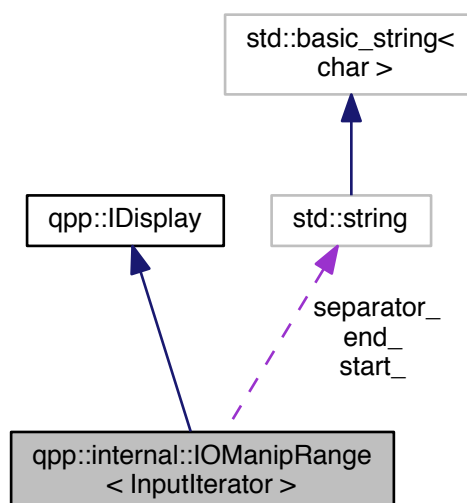 std::basic_string<
char >
qpp::IDisplay
std::string
separator_
end_
start_
qpp::internal::IOManipRange
< InputIterator >